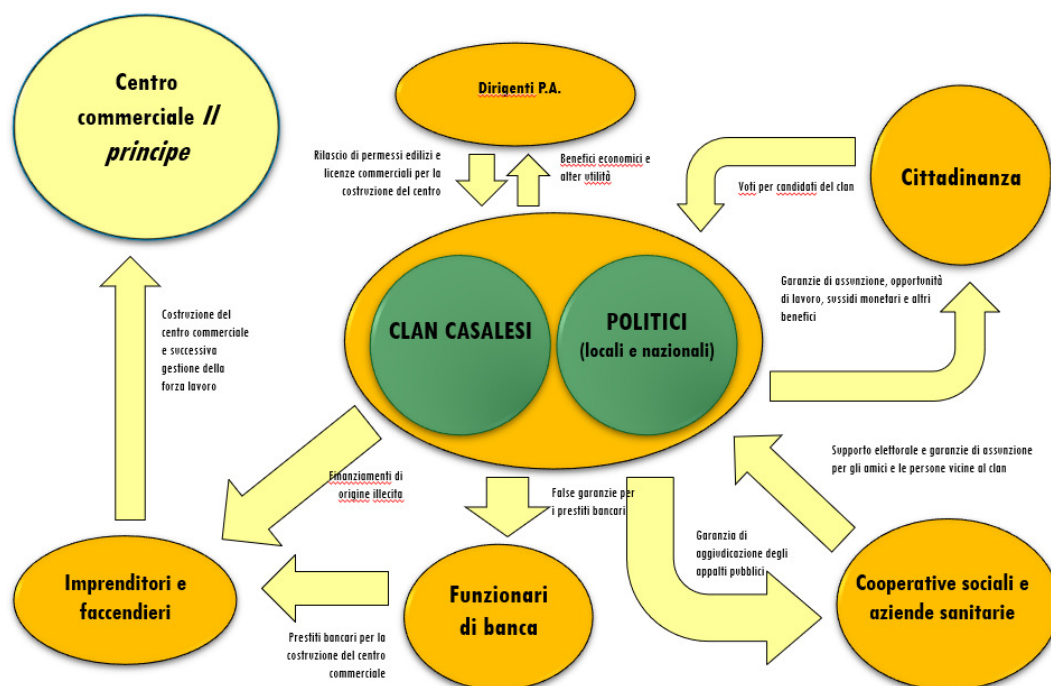 Centro
commerciale Il
principe
Dirigenti P.A.
Rilascio di permessi edilizi e
licenze commerciali per la
costruzione del centro
Benefici economici e
alter utilità
Voti per candidati del clan
Cittadinanza
Garanzie di assunzione, opportunità
di lavoro, sussidi monetari e altri
benefici
CLAN CASALESI
POLITICI
(locali e nazionali)
Costruzione del
centro commerciale
e successiva
gestione della
forza lavoro
Finanziamenti di
origine illecita
False garanzie per
i prestiti bancari
Supporto elettorale e garanzie di assunzione
per gli amici e le persone vicine al clan
Garanzia di
aggiudicazione degli
appalti pubblici
Imprenditori e
faccendieri
Funzionari
di banca
Cooperative sociali e
aziende sanitarie
Prestiti bancari per la
costruzione del centro
commerciale